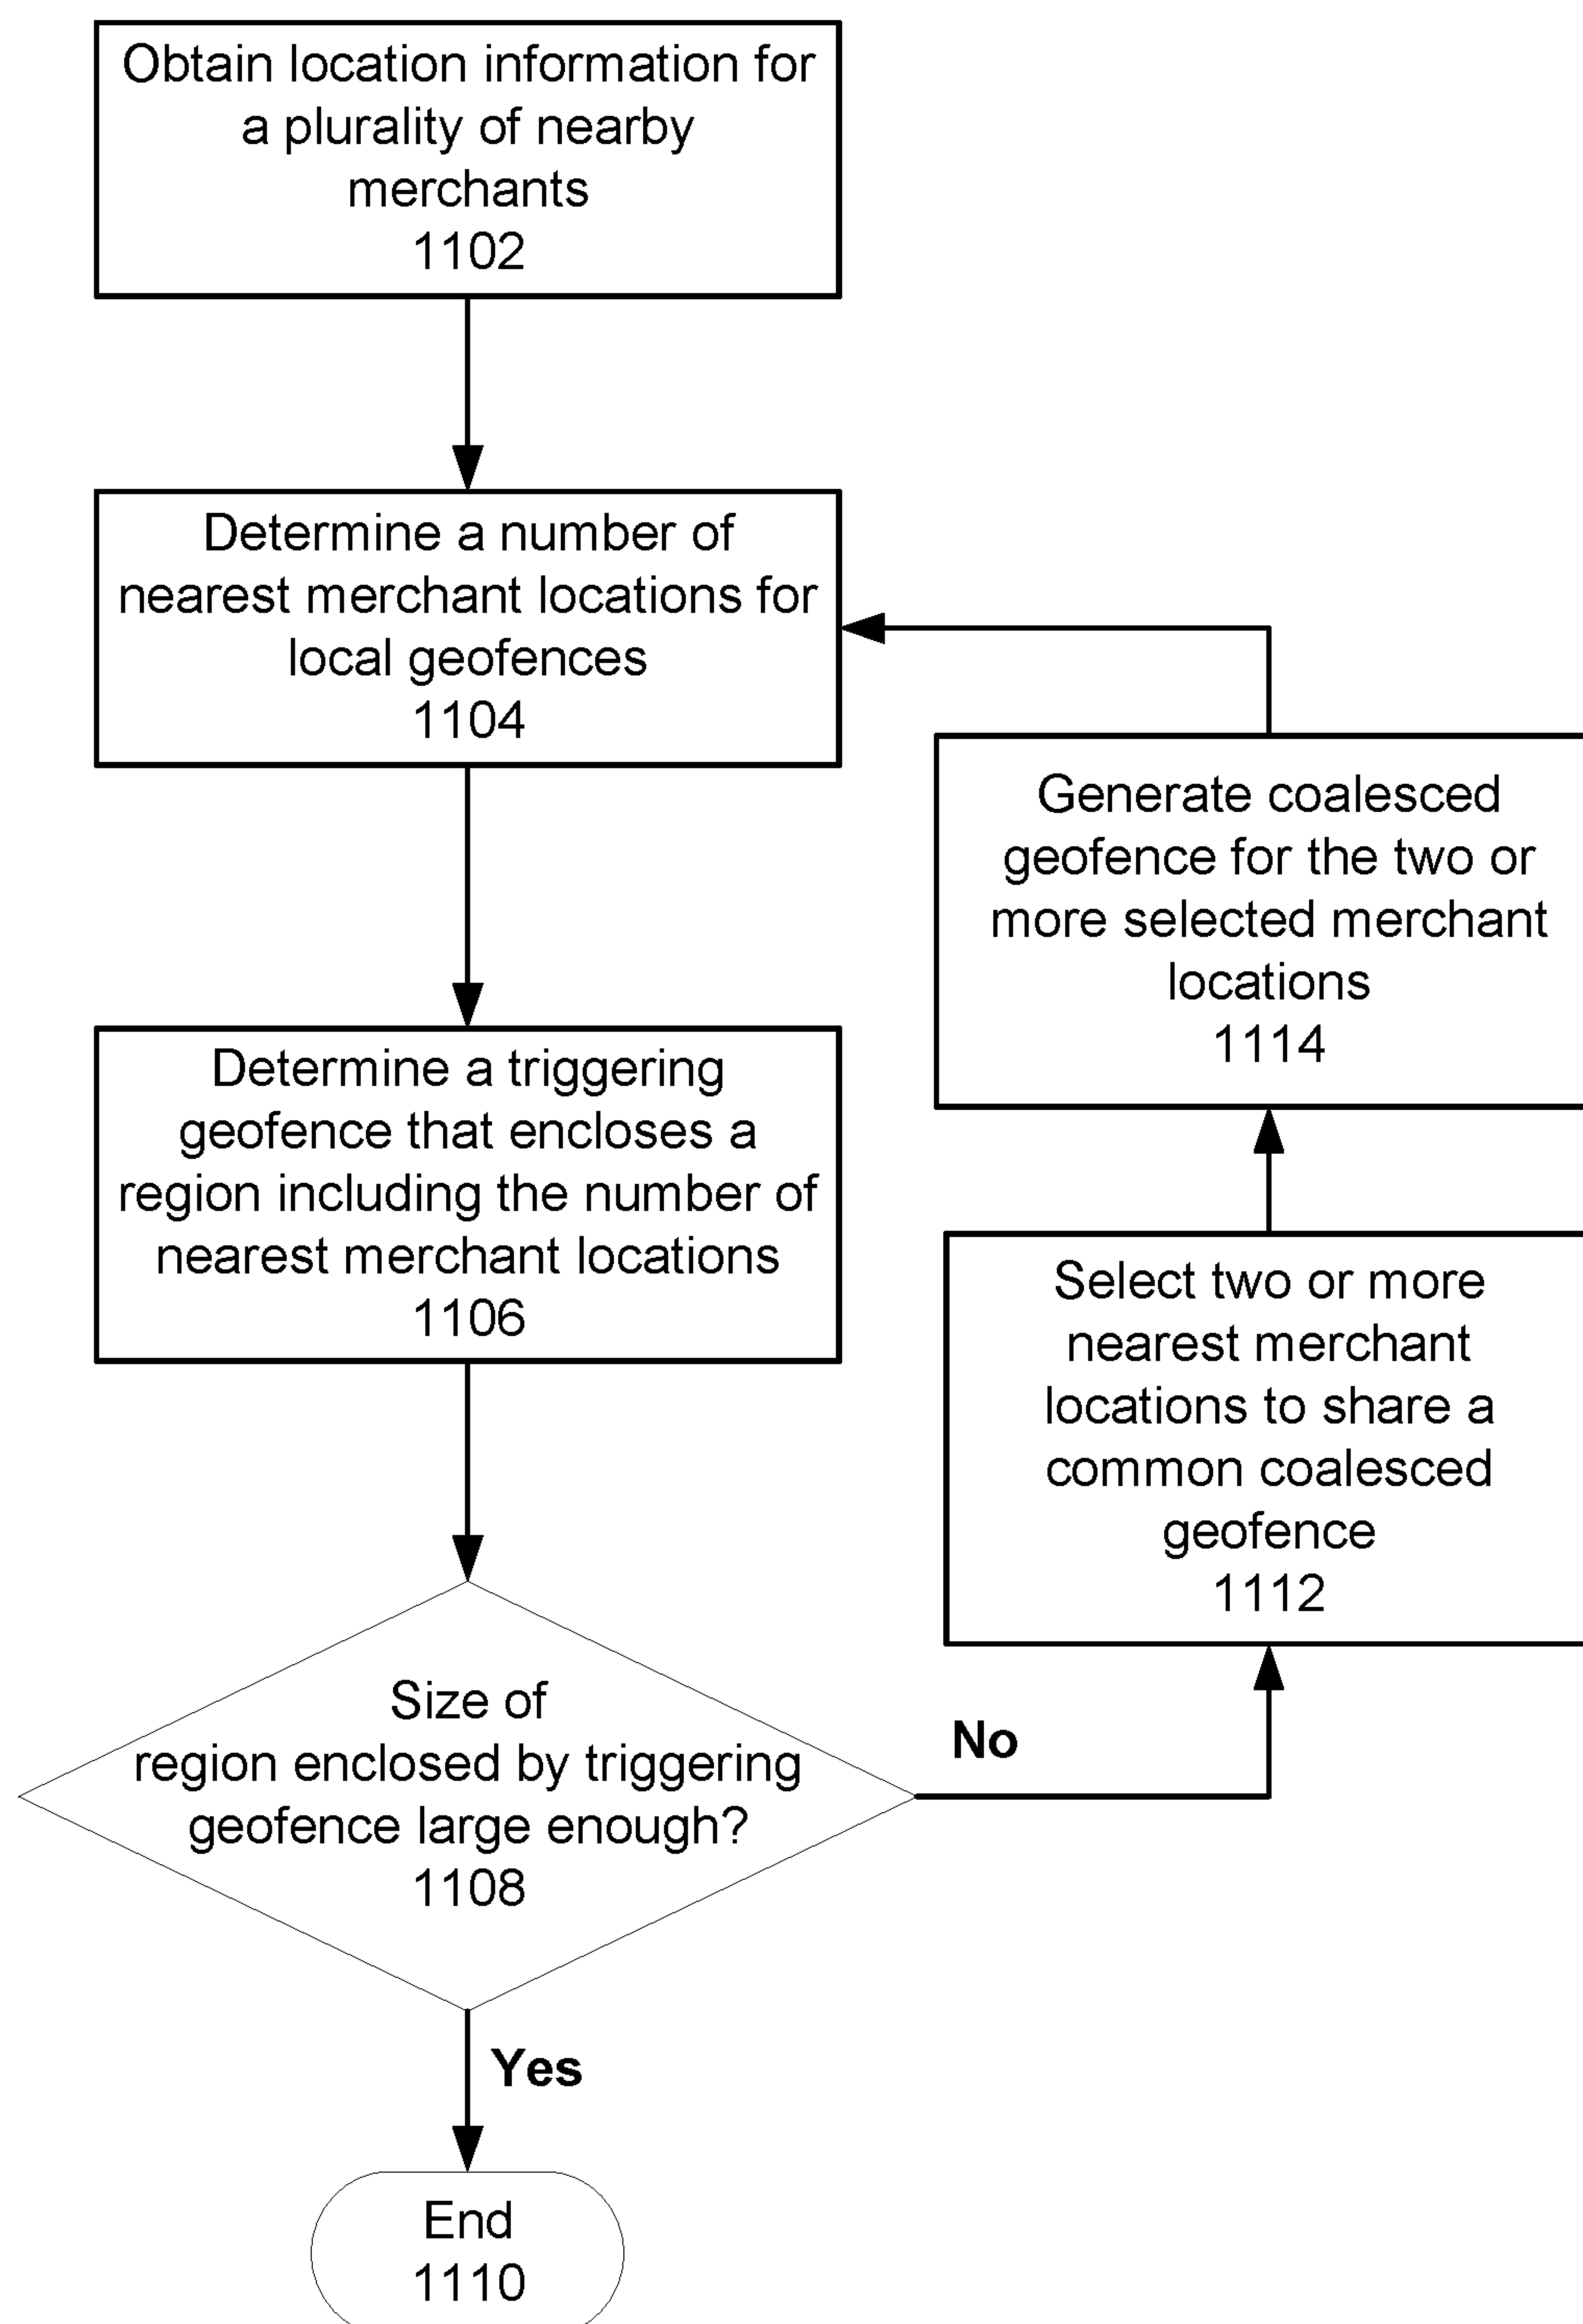 Obtain location information for
a plurality of nearby
merchants
1102
Determine a number of
nearest merchant locations for
local geofences
1104
Determine a triggering
geofence that encloses a
region including the number of
nearest merchant locations
1106
Size of
region enclosed by triggering
geofence large enough?
1108
Yes
End
1110
No
Select two or more
nearest merchant
locations to share a
common coalesced
geofence
1112
Generate coalesced
geofence for the two or
more selected merchant
locations
1114